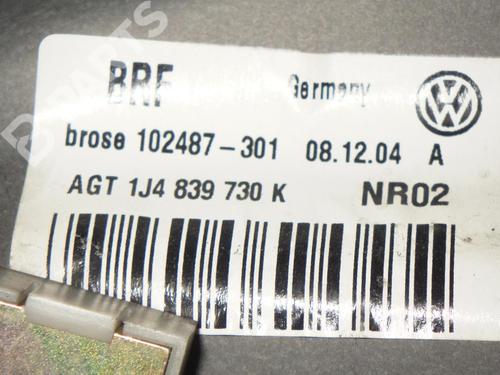 BRF Germany
brose 102487-301 08.12.04 A
AGT 1J4 839 730 K NR02